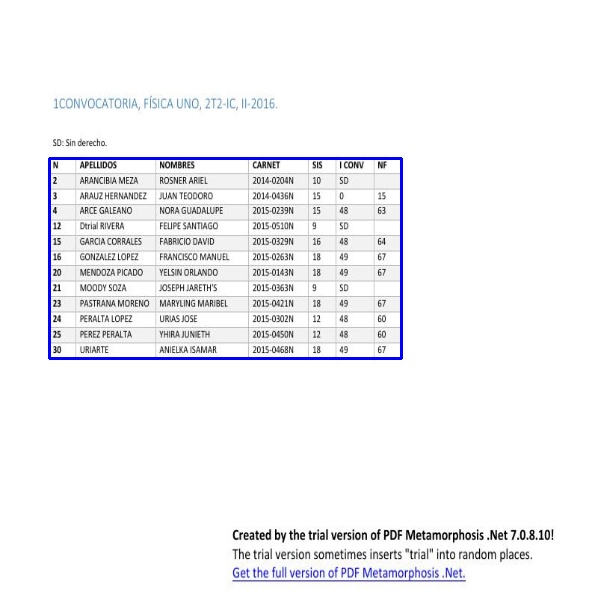 1CONVOCATORIA, FÍSICA UNO, 2T2-IC, II-2016.
SD: Sin derecho.
N APELLIDOS NOMBRES CARNET SIS I CONV NF
2 ARANCIBIA MEZA ROSNER ARIEL 2014-0204N 10 SD
3 ARAUZ HERNANDEZ JUAN TEODORO 2014-0436N 15 0 15
4 ARCE GALEANO NORA GUADALUPE 2015-0239N 15 48 63
12 Dtrial RIVERA FELIPE SANTIAGO 2015-0510N 9 SD
15 GARCIA CORRALES FABRICIO DAVID 2015-0329N 16 48 64
16 GONZALEZ LOPEZ FRANCISCO MANUEL 2015-0263N 18 49 67
20 MENDOZA PICADO YELSIN ORLANDO 2015-0143N 18 49 67
21 MOODY SOZA JOSEPH JARETH'S 2015-0363N 9 SD
23 PASTRANA MORENO MARYLING MARIBEL 2015-0421N 18 49 67
24 PERALTA LOPEZ URIAS JOSE 2015-0302N 12 48 60
25 PEREZ PERALTA YHIRA JUNIETH 2015-0450N 12 48 60
30 URIARTE ANIELKA ISAMAR 2015-0468N 18 49 67
Created by the trial version of PDF Metamorphosis .Net 7.0.8.10!
The trial version sometimes inserts "trial" into random places.
Get the full version of PDF Metamorphosis .Net.